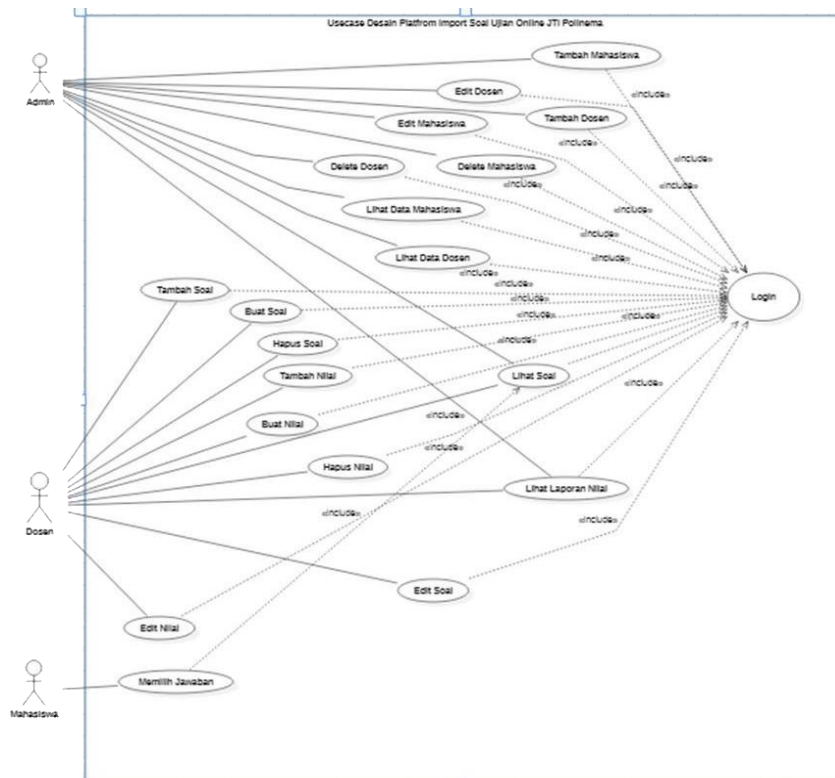 Usecase Desain Platfrom Import Soal Ujian Online JTI Polinema
Tambah Mahasiswa
Edit Dosen
«include»
Admin
Tambah Dosen
Edit Mahasiswa
«include»
«include»
Delete Dosen
Delete Mahasiswa
«include»
«include»
Lihat Data Mahasiswa
«include»
«include»
Lihat Data Dosen
«include»
«include»
«include»
Tambah Soal
«include»
Login
Buat Soal
«include»
«include»
Hapus Soal
«include»
Tambah Nilai
Lihat Soal
«include»
«include»
Buat Nilai
«include»
Hapus Nilai
Lihat Laporan Nilai
«include»
«include»
Dosen
Edit Soal
Edit Nilai
Memilih Jawaban
Mahasiswa